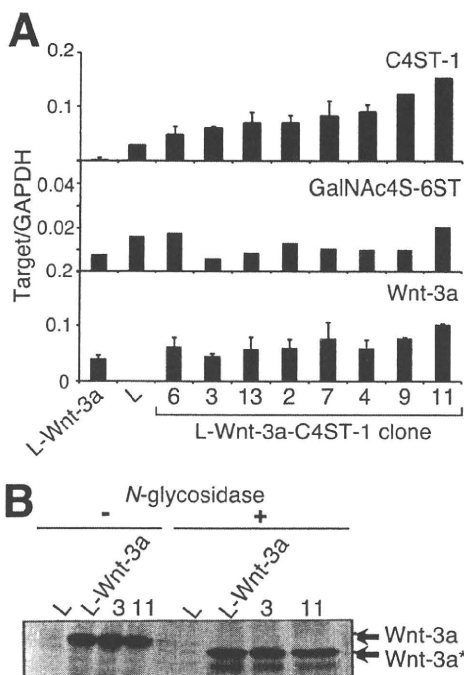 A
C4ST-1
0.2
0.1
GalNAc4S-6ST
0.04
0.02
Target/GAPDH
Wnt-3a
0.2
0.1
0
L-Wnt-3a L 6 3 13 2 7 4 9 11
L-Wnt-3a-C4ST-1 clone
B
N-glycosidase
- +
L L-Wnt-3a 3 11 L L-Wnt-3a 3 11
Wnt-3a
Wnt-3a*